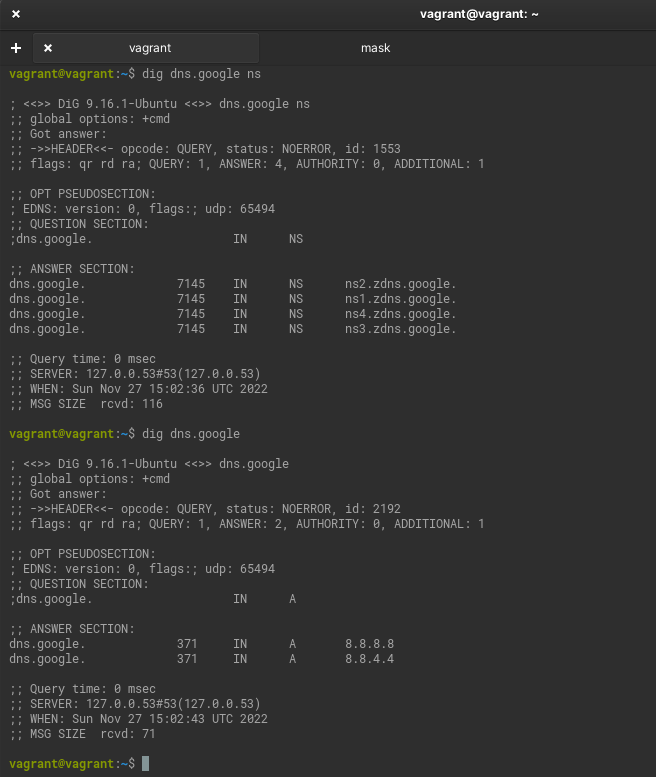 vagrant@vagrant: ~
vagrant
mask
vagrant@vagrant:~$ dig dns.google ns

; <<>> DiG 9.16.1-Ubuntu <<>> dns.google ns
;; global options: +cmd
;; Got answer:
;; ->>HEADER<<- opcode: QUERY, status: NOERROR, id: 1553
;; flags: qr rd ra; QUERY: 1, ANSWER: 4, AUTHORITY: 0, ADDITIONAL: 1

;; OPT PSEUDOSECTION:
; EDNS: version: 0, flags:; udp: 65494
;; QUESTION SECTION:
;dns.google. IN NS

;; ANSWER SECTION:
dns.google. 7145 IN NS ns2.zdns.google.
dns.google. 7145 IN NS ns1.zdns.google.
dns.google. 7145 IN NS ns4.zdns.google.
dns.google. 7145 IN NS ns3.zdns.google.

;; Query time: 0 msec
;; SERVER: 127.0.0.53#53(127.0.0.53)
;; WHEN: Sun Nov 27 15:02:36 UTC 2022
;; MSG SIZE rcvd: 116

vagrant@vagrant:~$ dig dns.google

; <<>> DiG 9.16.1-Ubuntu <<>> dns.google
;; global options: +cmd
;; Got answer:
;; ->>HEADER<<- opcode: QUERY, status: NOERROR, id: 2192
;; flags: qr rd ra; QUERY: 1, ANSWER: 2, AUTHORITY: 0, ADDITIONAL: 1

;; OPT PSEUDOSECTION:
; EDNS: version: 0, flags:; udp: 65494
;; QUESTION SECTION:
;dns.google. IN A

;; ANSWER SECTION:
dns.google. 371 IN A 8.8.8.8
dns.google. 371 IN A 8.8.4.4

;; Query time: 0 msec
;; SERVER: 127.0.0.53#53(127.0.0.53)
;; WHEN: Sun Nov 27 15:02:43 UTC 2022
;; MSG SIZE rcvd: 71

vagrant@vagrant:~$